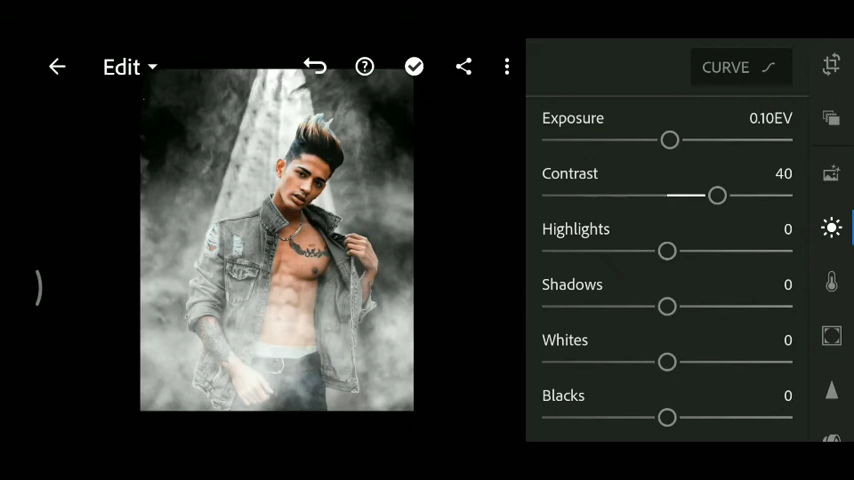 Edit
CURVE
Exposure 0.10EV
Contrast 40
Highlights 0
Shadows 0
Whites 0
Blacks 0